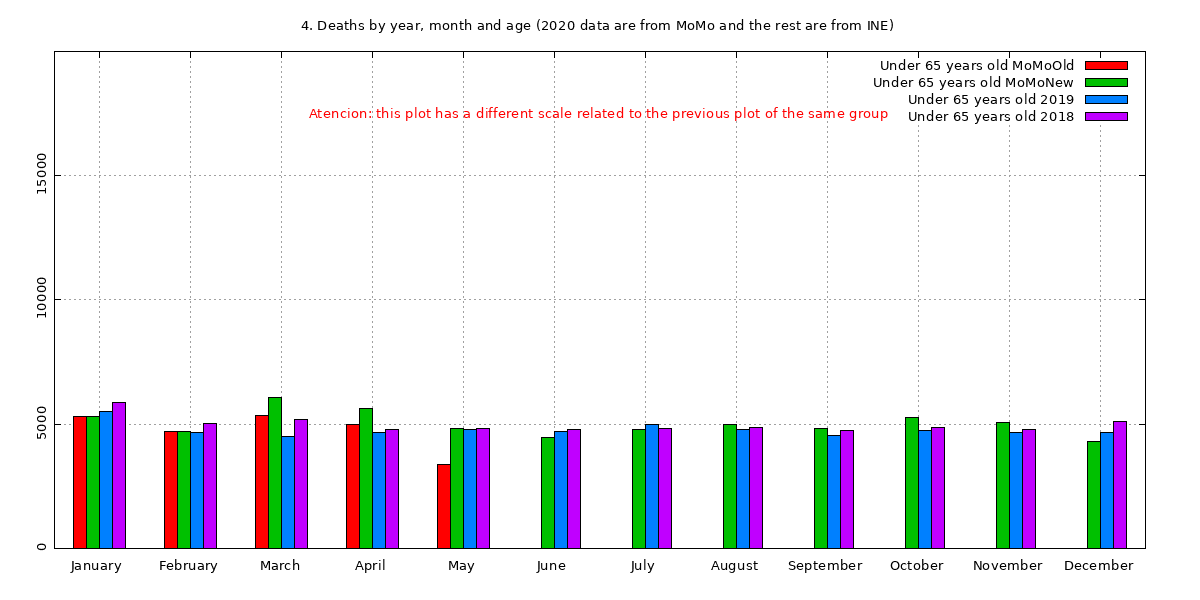 4. Deaths by year, month and age (2020 data are from MoMo and the rest are from INE)
Under 65 years old MoMoOld
Under 65 years old MoMoNew
Under 65 years old 2019
Atencion: this plot has a different scale related to the previous plot of the same group
Under 65 years old 2018
15000
10000
5000
0
January February March April May June July August September October November December